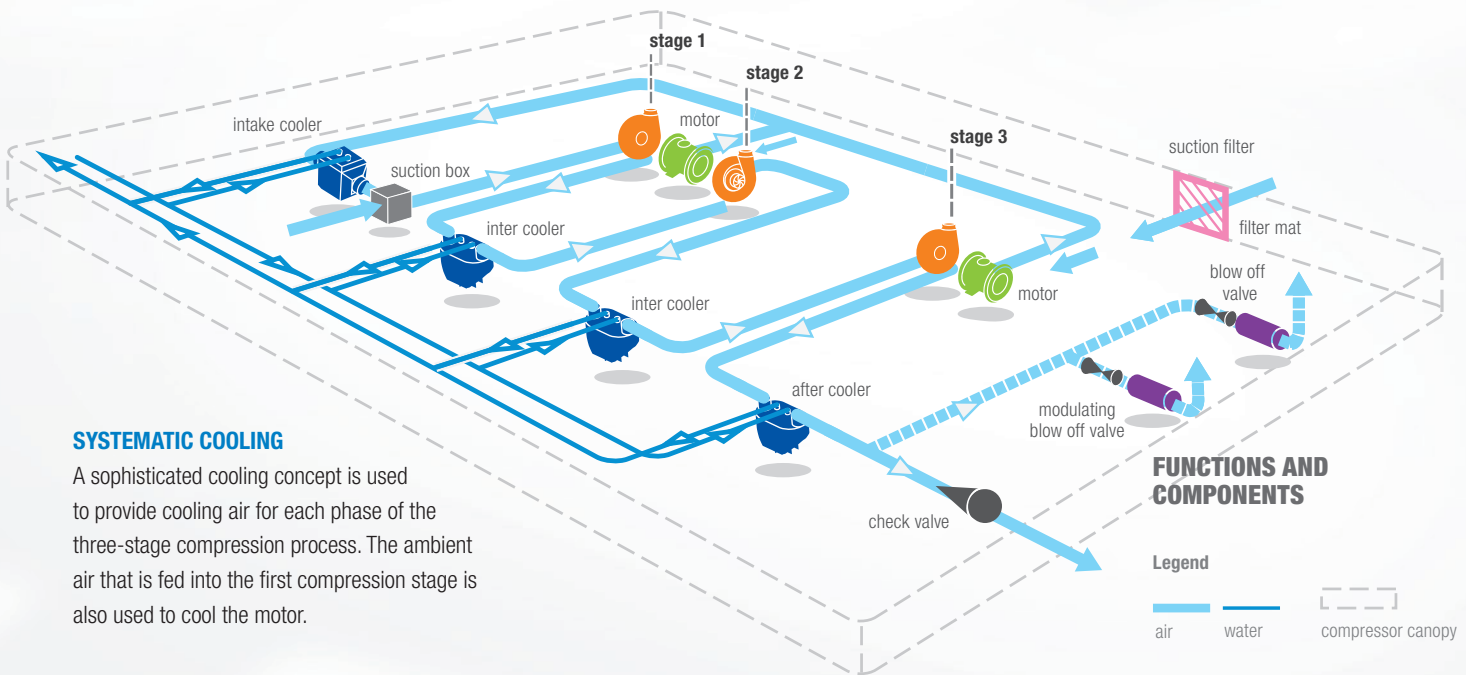 stage 1
stage 2
stage 3
intake cooler
motor
suction box
suction filter
filter mat
inter cooler
inter cooler
motor
blow off
valve
after cooler
modulating
blow off valve
check valve
SYSTEMATIC COOLING
A sophisticated cooling concept is used
to provide cooling air for each phase of the
three-stage compression process. The ambient
air that is fed into the first compression stage is
also used to cool the motor.
FUNCTIONS AND
COMPONENTS
Legend
air
water
compressor canopy